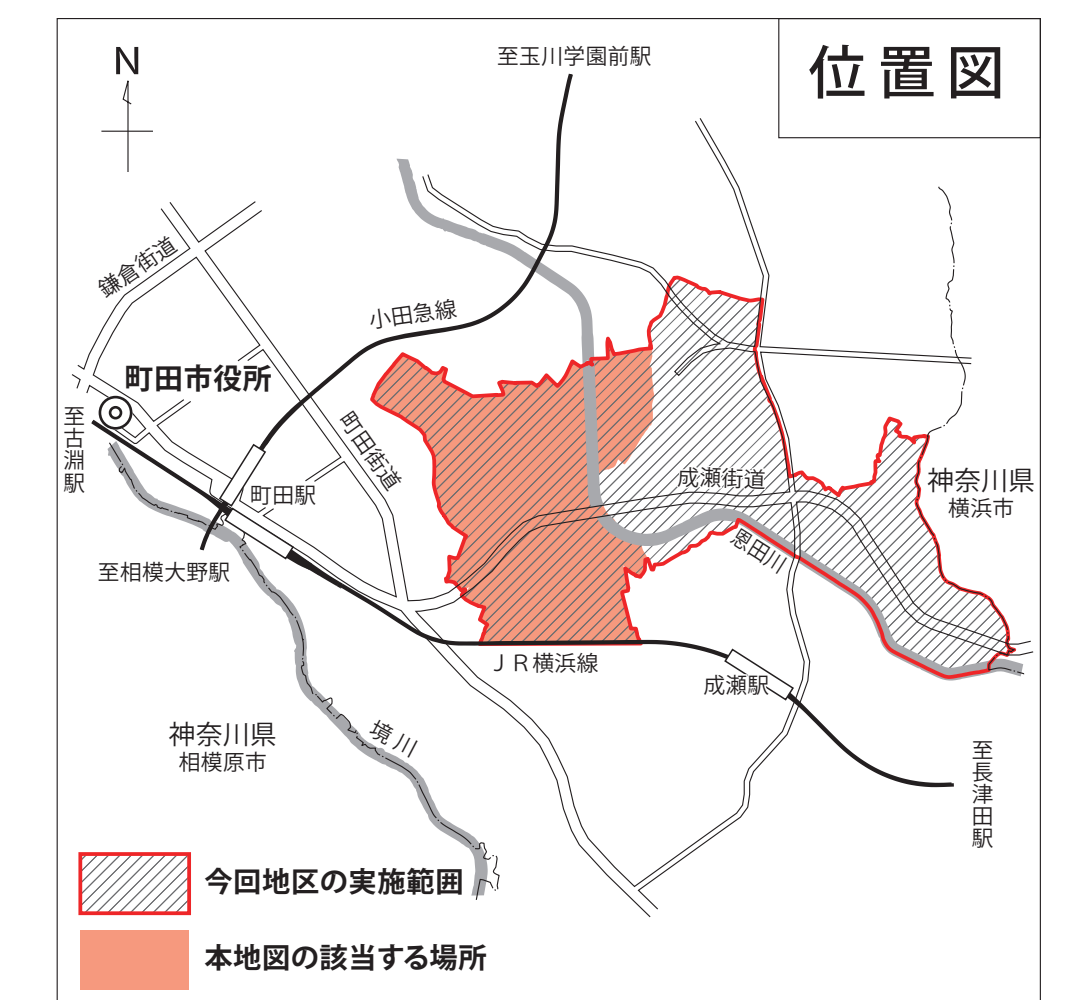 位置図
N
至玉川学園前駅
鎌倉街道
小田急線
町田市役所
至古淵駅
町田街道
町田駅
成瀬街道
神奈川県
横浜市
恩田川
至相模大野駅
JR横浜線
成瀬駅
神奈川県
相模原市
境川
至長津田駅
今回地区の実施範囲
本地図の該当する場所